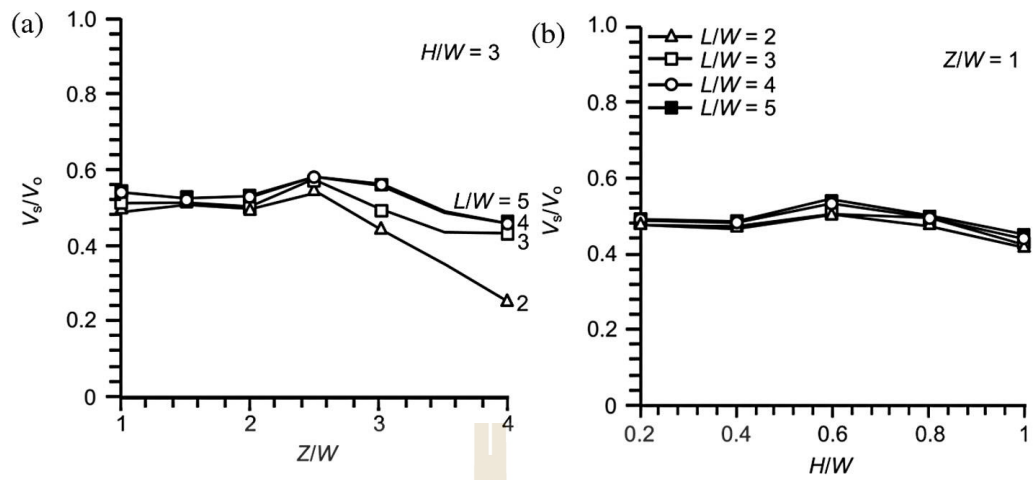 (a)
1.0
0.8
0.6
0.4
0.2
0
Vs/Vo
H/W = 3
L/W = 5
4
3
2
1
2
3
4
Z/W
(b)
1.0
0.8
0.6
0.4
0.2
0
Vs/Vo
L/W = 2
L/W = 3
L/W = 4
L/W = 5
Z/W = 1
0.2
0.4
0.6
0.8
1
H/W